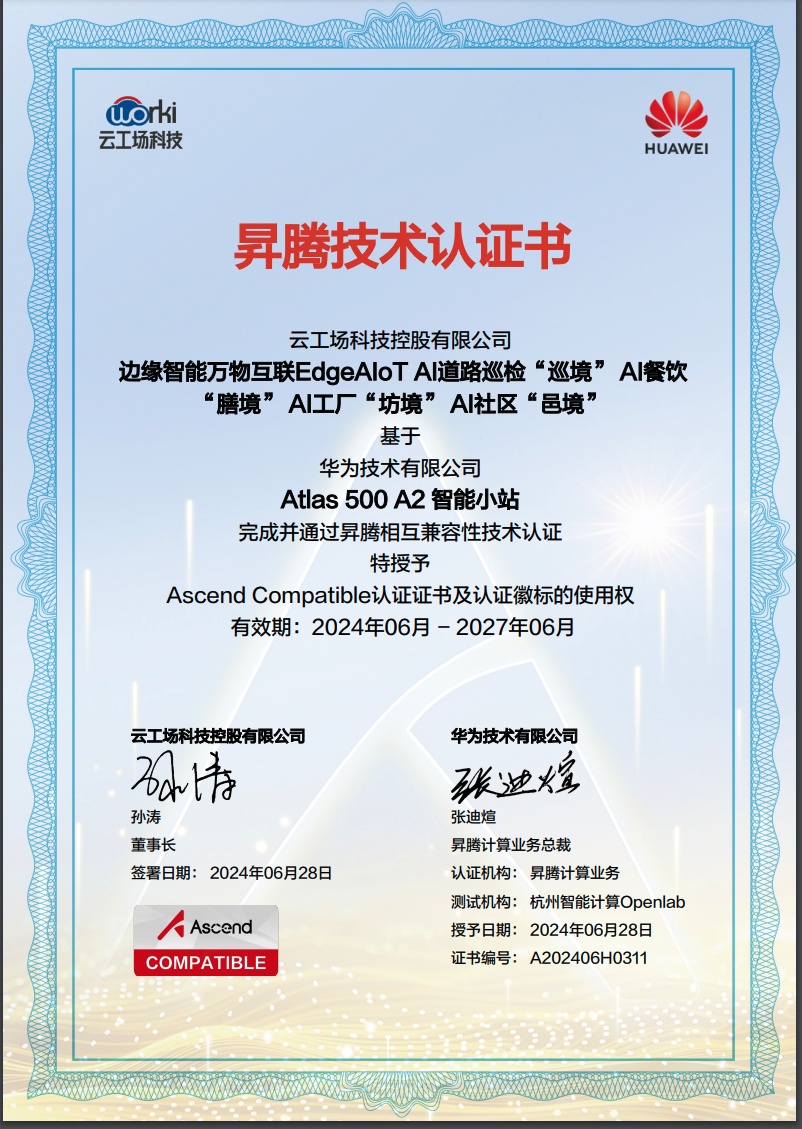 worki
云工场科技
HUAWEI
昇腾技术认证书
云工场科技控股有限公司
边缘智能万物互联EdgeAIoT AI道路巡检“巡境” AI餐饮
“膳境” AI工厂“坊境” AI社区“邑境”
基于
华为技术有限公司
Atlas 500 A2 智能小站
完成并通过昇腾相互兼容性技术认证
特授予
Ascend Compatible认证证书及认证徽标的使用权
有效期：2024年06月 – 2027年06月
云工场科技控股有限公司
孙涛
孙涛
董事长
签署日期： 2024年06月28日
Ascend
COMPATIBLE
华为技术有限公司
张迪煊
张迪煊
昇腾计算业务总裁
认证机构： 昇腾计算业务
测试机构： 杭州智能计算Openlab
授予日期： 2024年06月28日
证书编号： A202406H0311